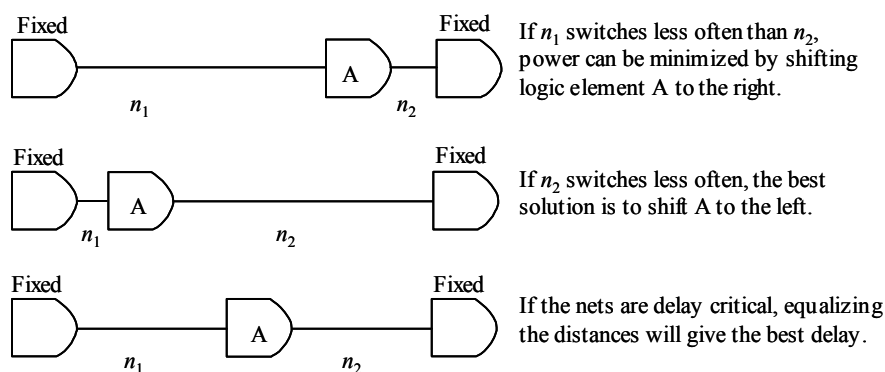 Fixed
Fixed
If n₁ switches less often than n₂,
power can be minimized by shifting
logic element A to the right.
A
n₁
n₂
Fixed
Fixed
If n₂ switches less often, the best
solution is to shift A to the left.
A
n₁
n₂
Fixed
Fixed
If the nets are delay critical, equalizing
the distances will give the best delay.
A
n₁
n₂